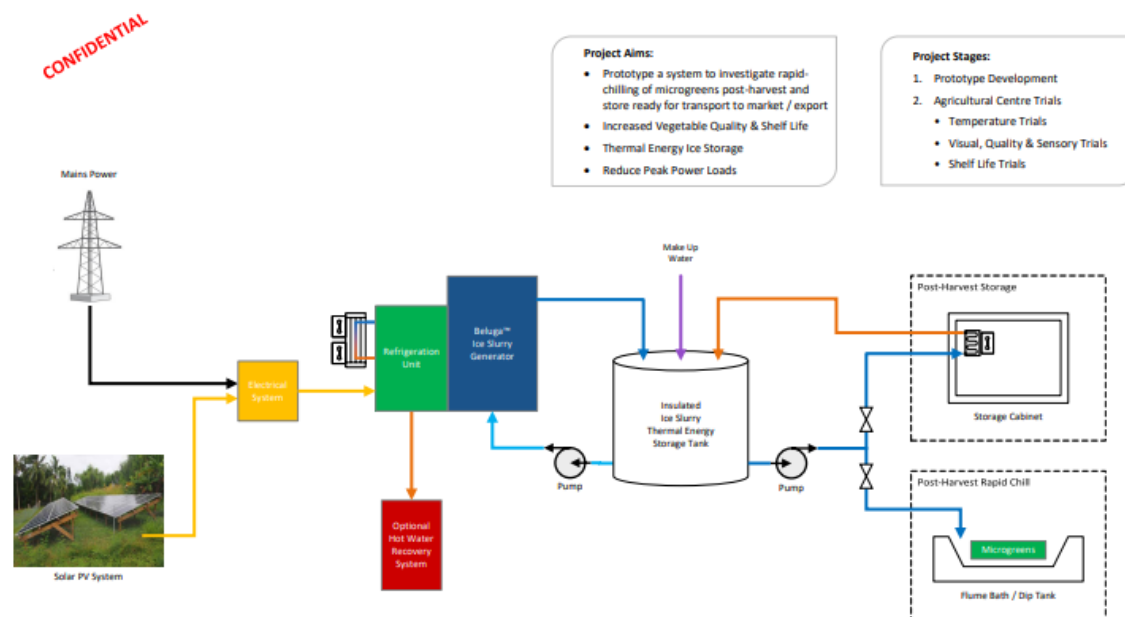 CONFIDENTIAL
Project Aims:
• Prototype a system to investigate rapid-
chilling of microgreens post-harvest and
store ready for transport to market / export
• Increased Vegetable Quality & Shelf Life
• Thermal Energy Ice Storage
• Reduce Peak Power Loads
Project Stages:
1. Prototype Development
2. Agricultural Centre Trials
• Temperature Trials
• Visual, Quality & Sensory Trials
• Shelf Life Trials
Mains Power
Make Up
Water
Post-Harvest Storage
Refrigeration
Unit
Beluga™
Ice Slurry
Generator
Electrical
System
Insulated
Ice Slurry
Thermal Energy
Storage Tank
Storage Cabinet
Pump
Pump
Post-Harvest Rapid Chill
Optional
Hot Water
Recovery
System
Microgreens
Solar PV System
Flume Bath / Dip Tank